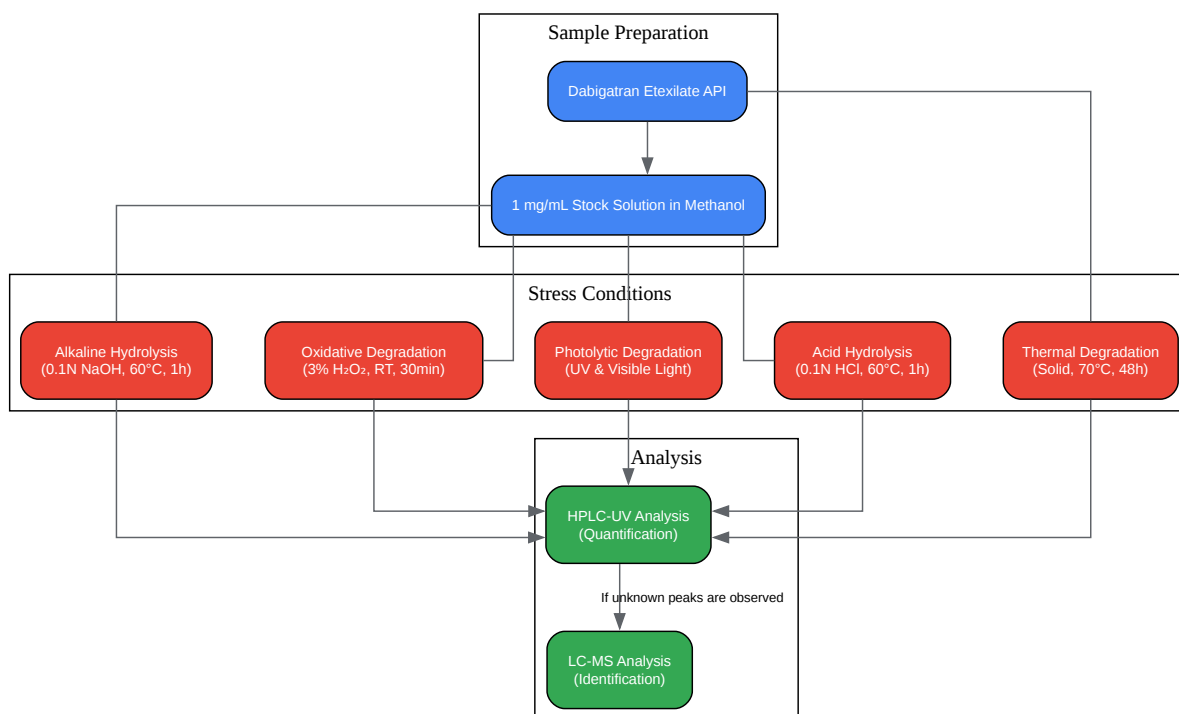 Sample Preparation
Dabigatran Etexilate API
1 mg/mL Stock Solution in Methanol
Stress Conditions
Alkaline Hydrolysis
(0.1N NaOH, 60°C, 1h)
Oxidative Degradation
(3% H₂O₂, RT, 30min)
Photolytic Degradation
(UV & Visible Light)
Acid Hydrolysis
(0.1N HCl, 60°C, 1h)
Thermal Degradation
(Solid, 70°C, 48h)
Analysis
HPLC-UV Analysis
(Quantification)
If unknown peaks are observed
LC-MS Analysis
(Identification)